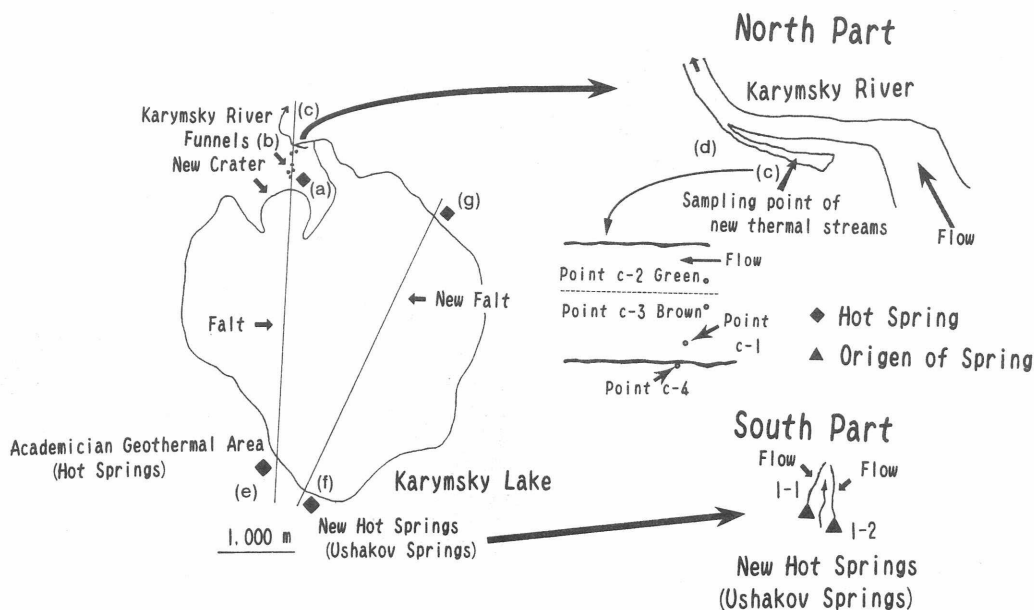 North Part
Karymsky River
(c)
Karymsky River
Funnels (b)
New Crater
(a)
(g)
(d)
(c)
Sampling point of
new thermal streams
Flow
Flow
Point c-2 Green
Point c-3 Brown
Point
c-1
Point c-4
New Falt
Falt
Hot Spring
Origen of Spring
South Part
Flow
Flow
1-1
1-2
New Hot Springs
(Ushakov Springs)
Academician Geothermal Area
(Hot Springs)
(e)
(f)
Karymsky Lake
1.000 m
New Hot Springs
(Ushakov Springs)